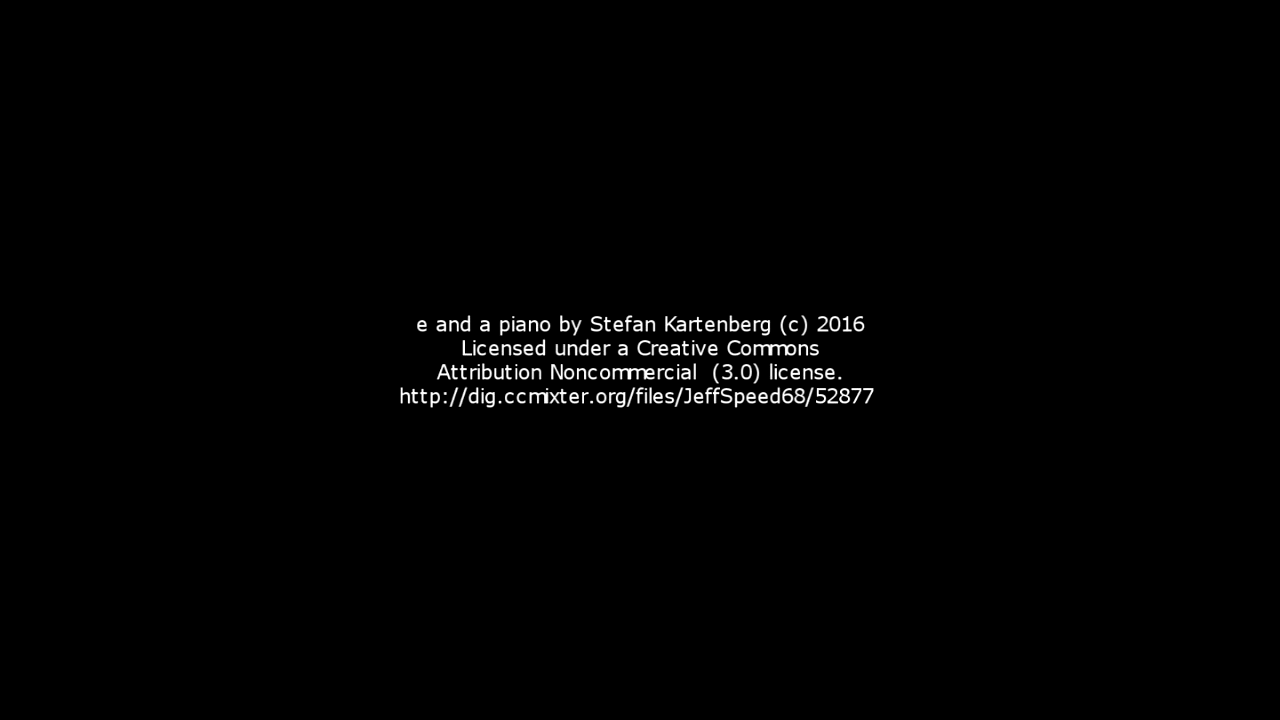 e and a piano by Stefan Kartenberg (c) 2016
Licensed under a Creative Commons
Attribution Noncommercial  (3.0) license.
http://dig.ccmixter.org/files/JeffSpeed68/52877